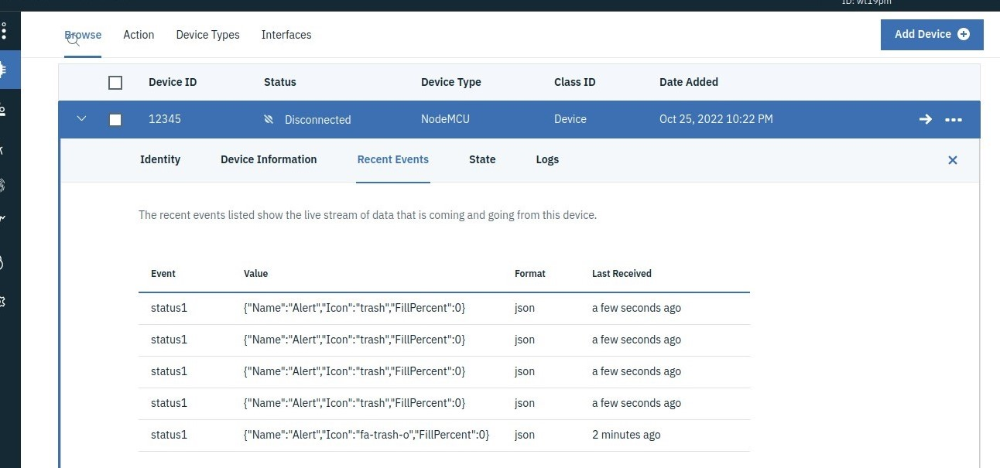 ID: wl19pm
Browse Action Device Types Interfaces Add Device
Device ID Status Device Type Class ID Date Added
12345 Disconnected NodeMCU Device Oct 25, 2022 10:22 PM
Identity Device Information Recent Events State Logs
The recent events listed show the live stream of data that is coming and going from this device.
Event Value Format Last Received
status1 {"Name":"Alert","Icon":"trash","FillPercent":0} json a few seconds ago
status1 {"Name":"Alert","Icon":"trash","FillPercent":0} json a few seconds ago
status1 {"Name":"Alert","Icon":"trash","FillPercent":0} json a few seconds ago
status1 {"Name":"Alert","Icon":"trash","FillPercent":0} json a few seconds ago
status1 {"Name":"Alert","Icon":"fa-trash-o","FillPercent":0} json 2 minutes ago